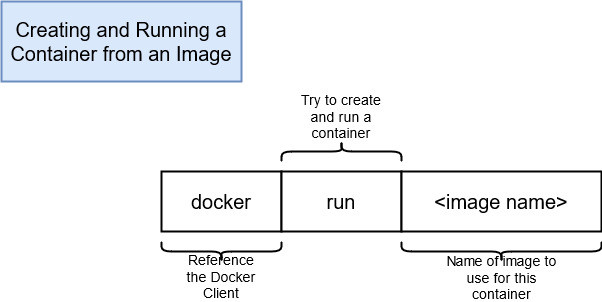 Creating and Running a
Container from an Image
Try to create
and run a
container
docker
run
<image name>
Reference
the Docker
Client
Name of image to
use for this
container